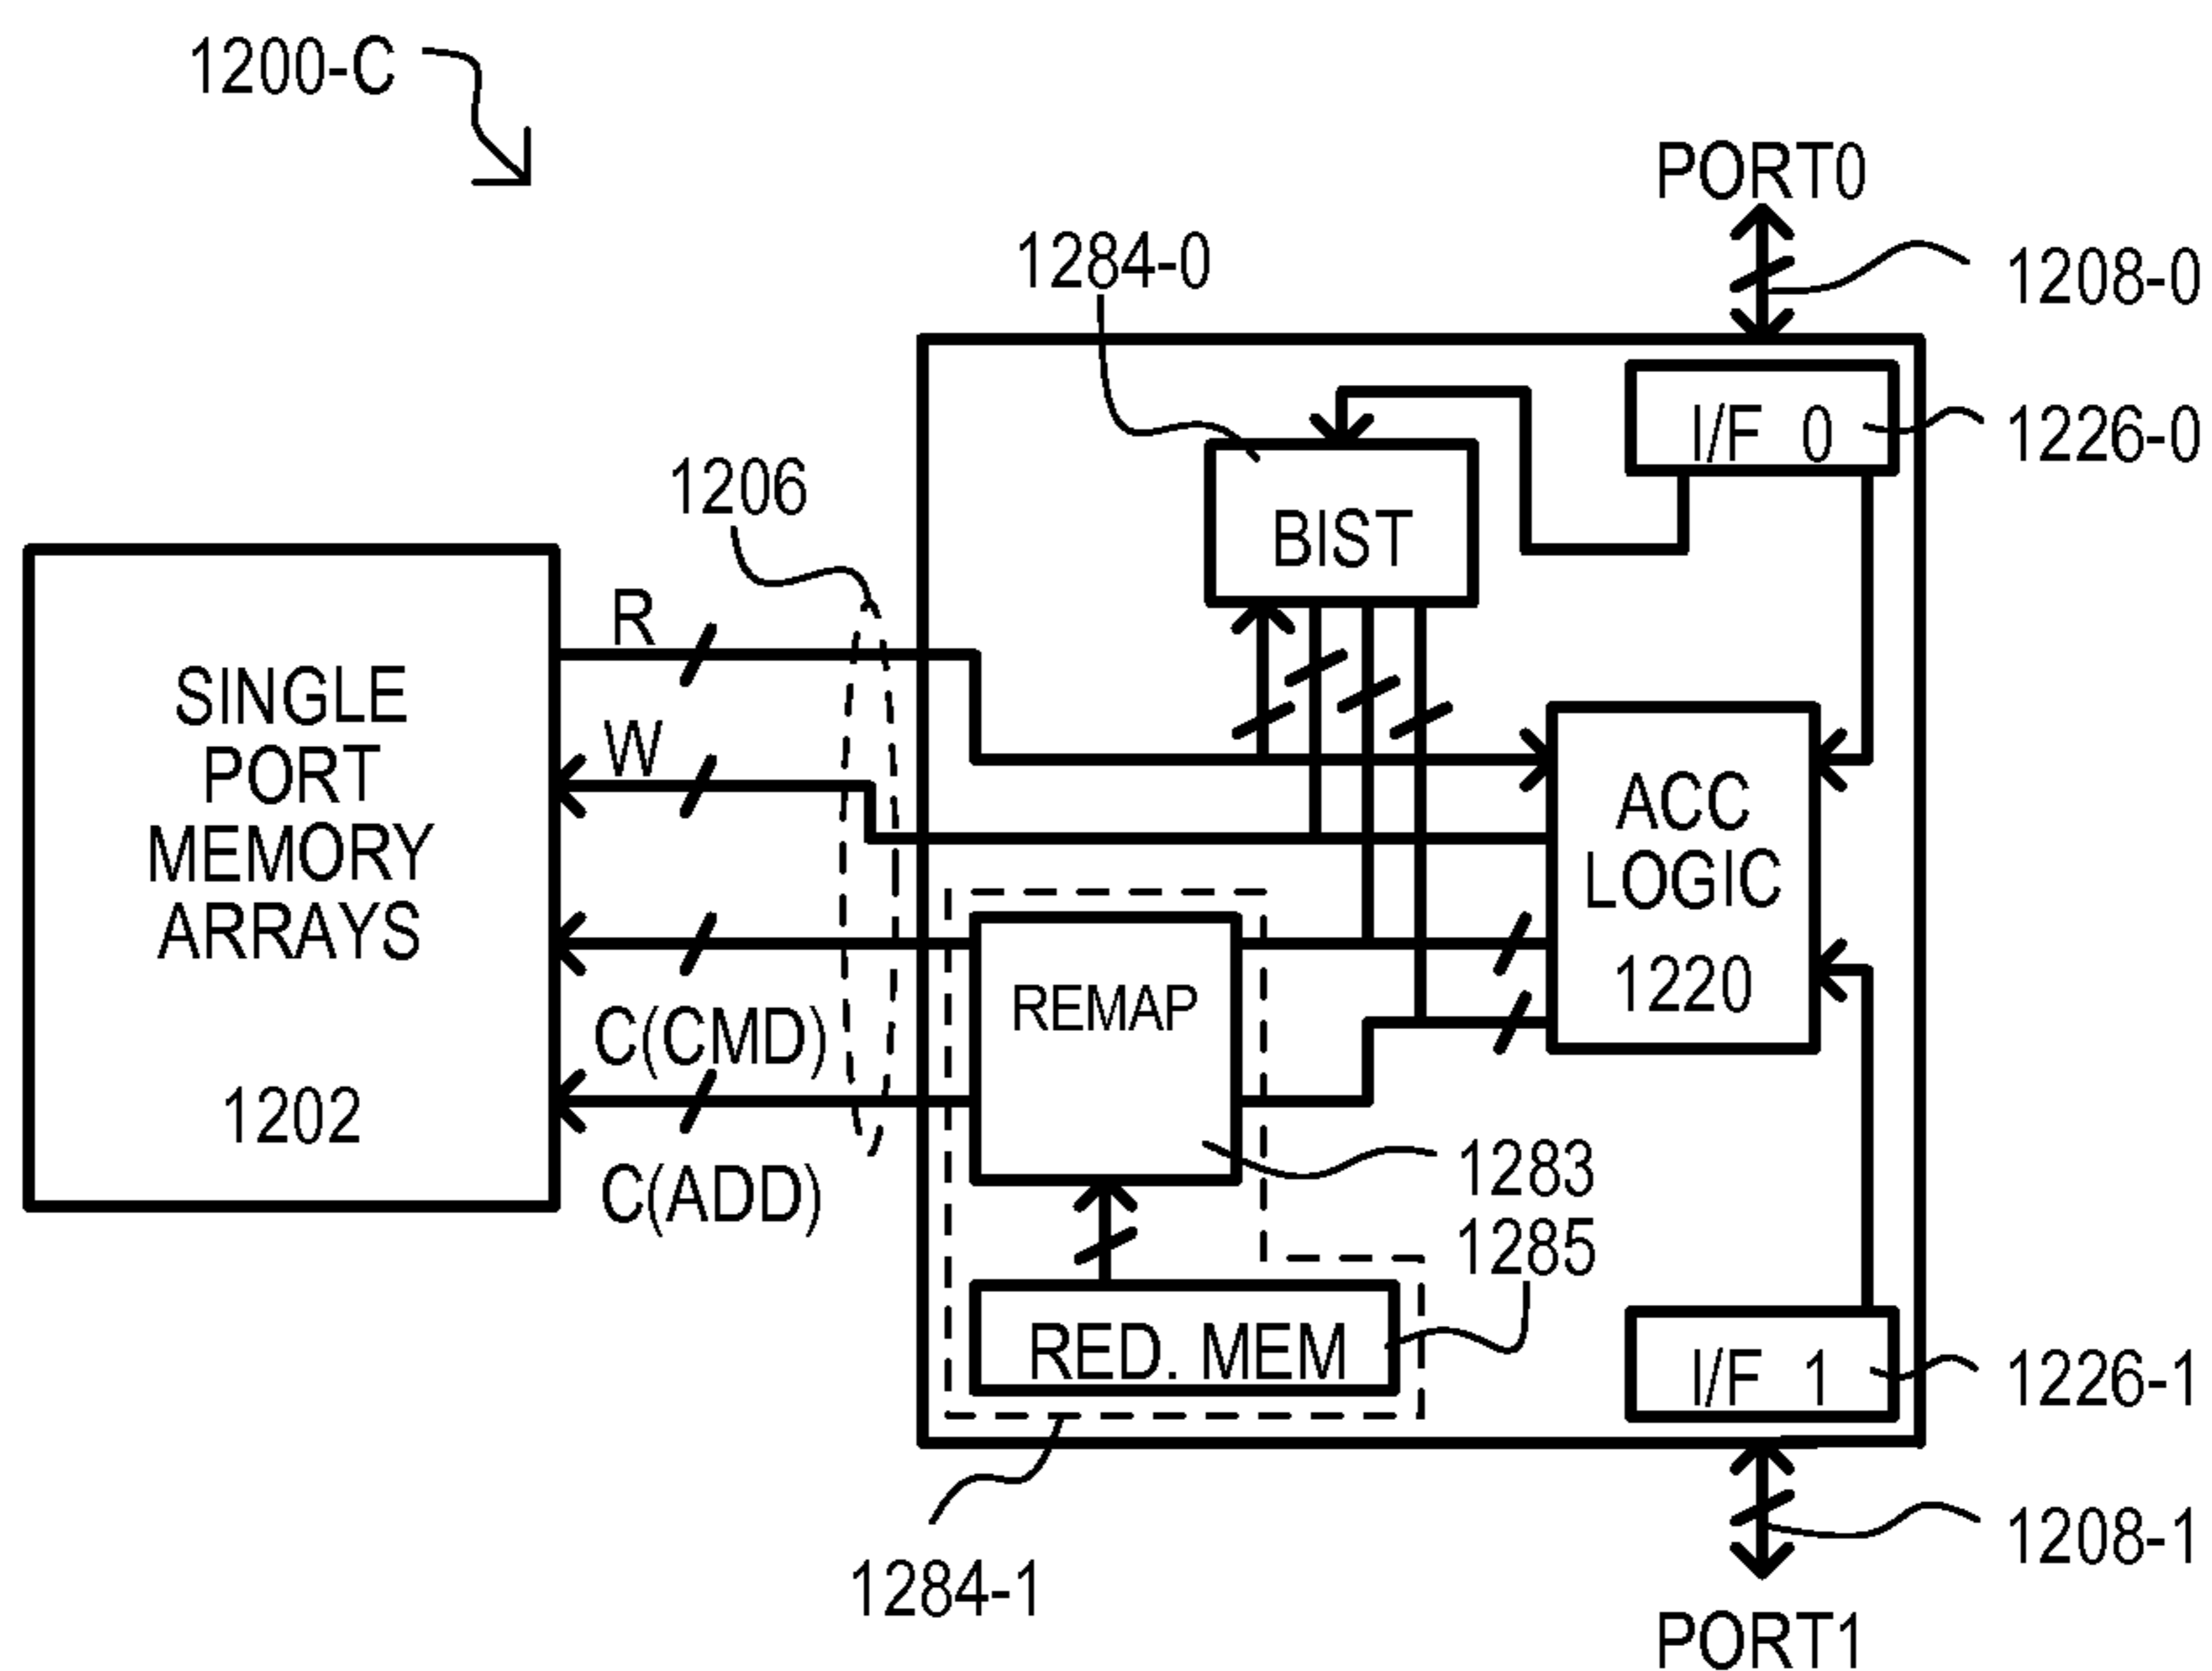 1200-C
PORT0
1284-0
1208-0
I/F 0
1226-0
1206
BIST
R
SINGLE
PORT
MEMORY
ARRAYS
1202
W
ACC
LOGIC
1220
C(CMD)
REMAP
C(ADD)
1283
1285
RED. MEM
I/F 1
1226-1
1284-1
1208-1
PORT1